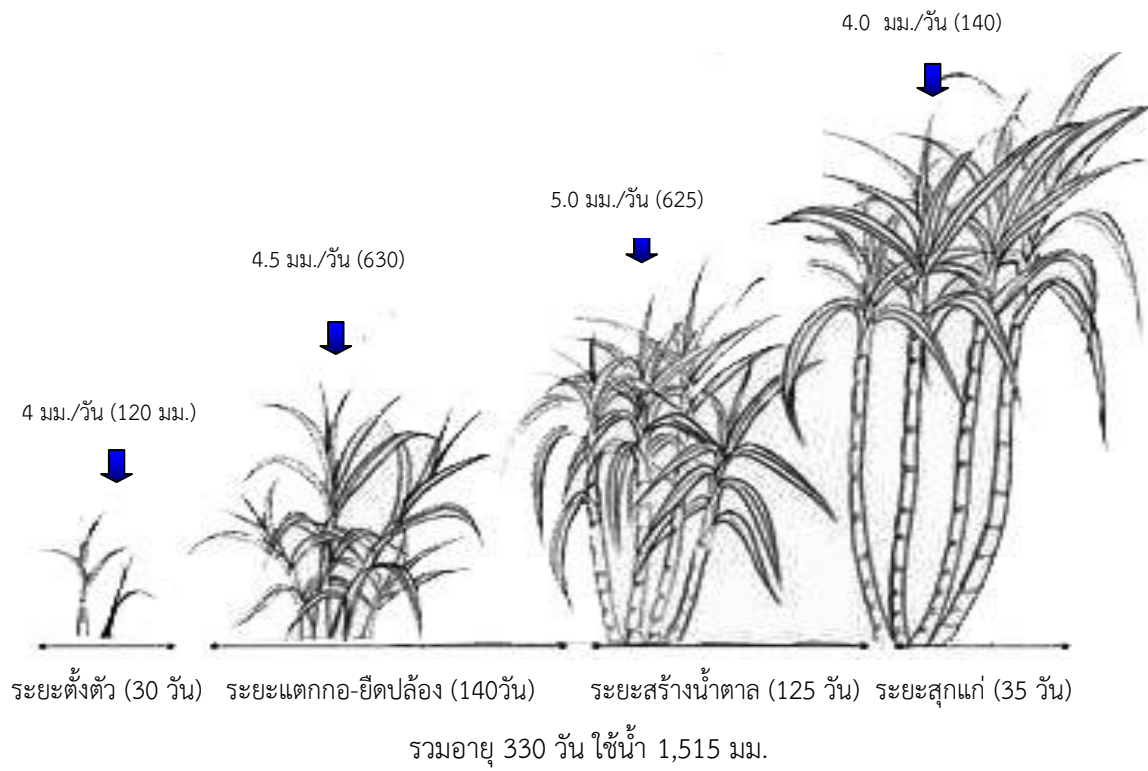 4.0 มม./วัน (140)
5.0 มม./วัน (625)
4.5 มม./วัน (630)
4 มม./วัน (120 มม.)
ระยะตั้งตัว (30 วัน) ระยะแตกกอ-ยืดปล้อง (140วัน) ระยะสร้างน้ำตาล (125 วัน) ระยะสุกแก่ (35 วัน)
รวมอายุ 330 วัน ใช้น้ำ 1,515 มม.